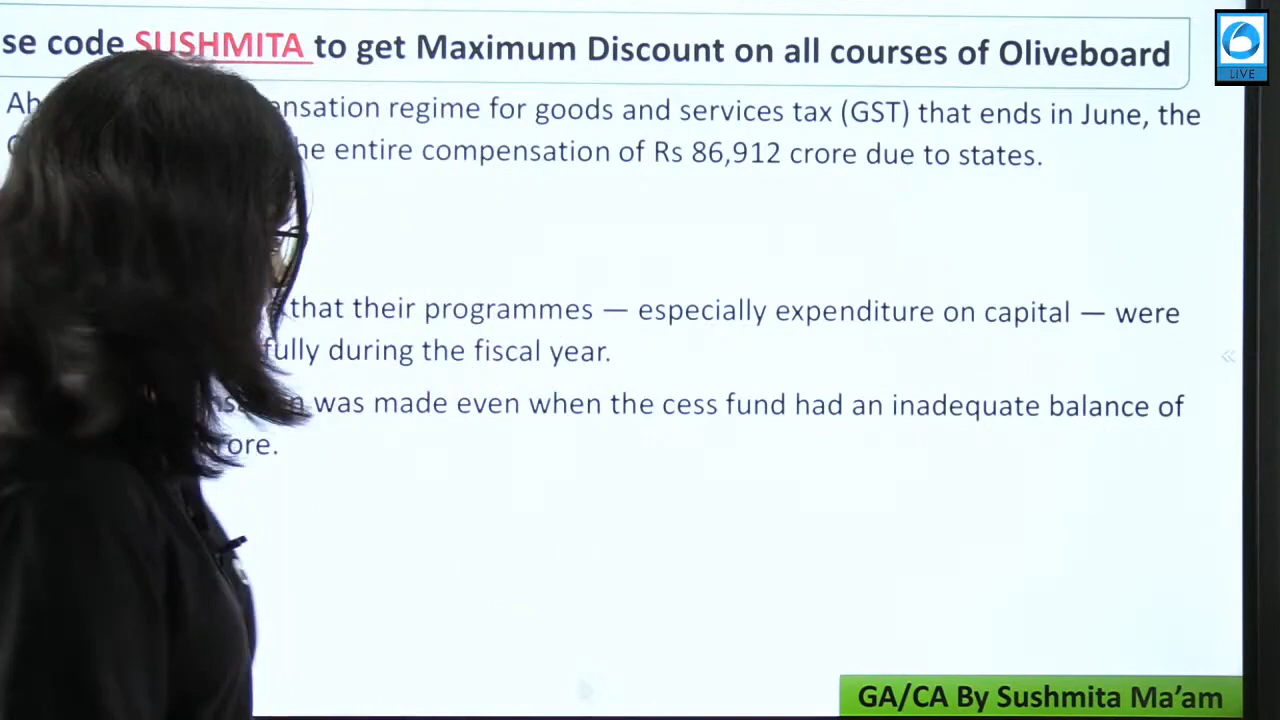 se code SUSHMITA to get Maximum Discount on all courses of Oliveboard
nsation regime for goods and services tax (GST) that ends in June, the
he entire compensation of Rs 86,912 crore due to states.
that their programmes — especially expenditure on capital — were
fully during the fiscal year.
was made even when the cess fund had an inadequate balance of
ore.
GA/CA By Sushmita Ma’am
LIVE